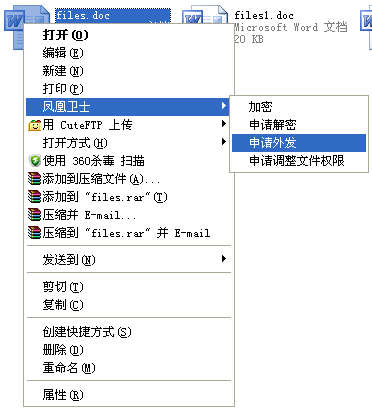 files.doc
files1.doc
Microsoft Word 文档
20 KB
打开(O)
编辑(E)
新建(N)
打印(P)
凤凰卫士
加密
申请解密
申请外发
申请调整文件权限
用 CuteFTP 上传
打开方式(H)
使用 360杀毒 扫描
添加到压缩文件(A)...
添加到 "files.rar"(T)
压缩并 E-mail...
压缩到 "files.rar" 并 E-mail
发送到(N)
剪切(T)
复制(C)
创建快捷方式(S)
删除(D)
重命名(M)
属性(R)